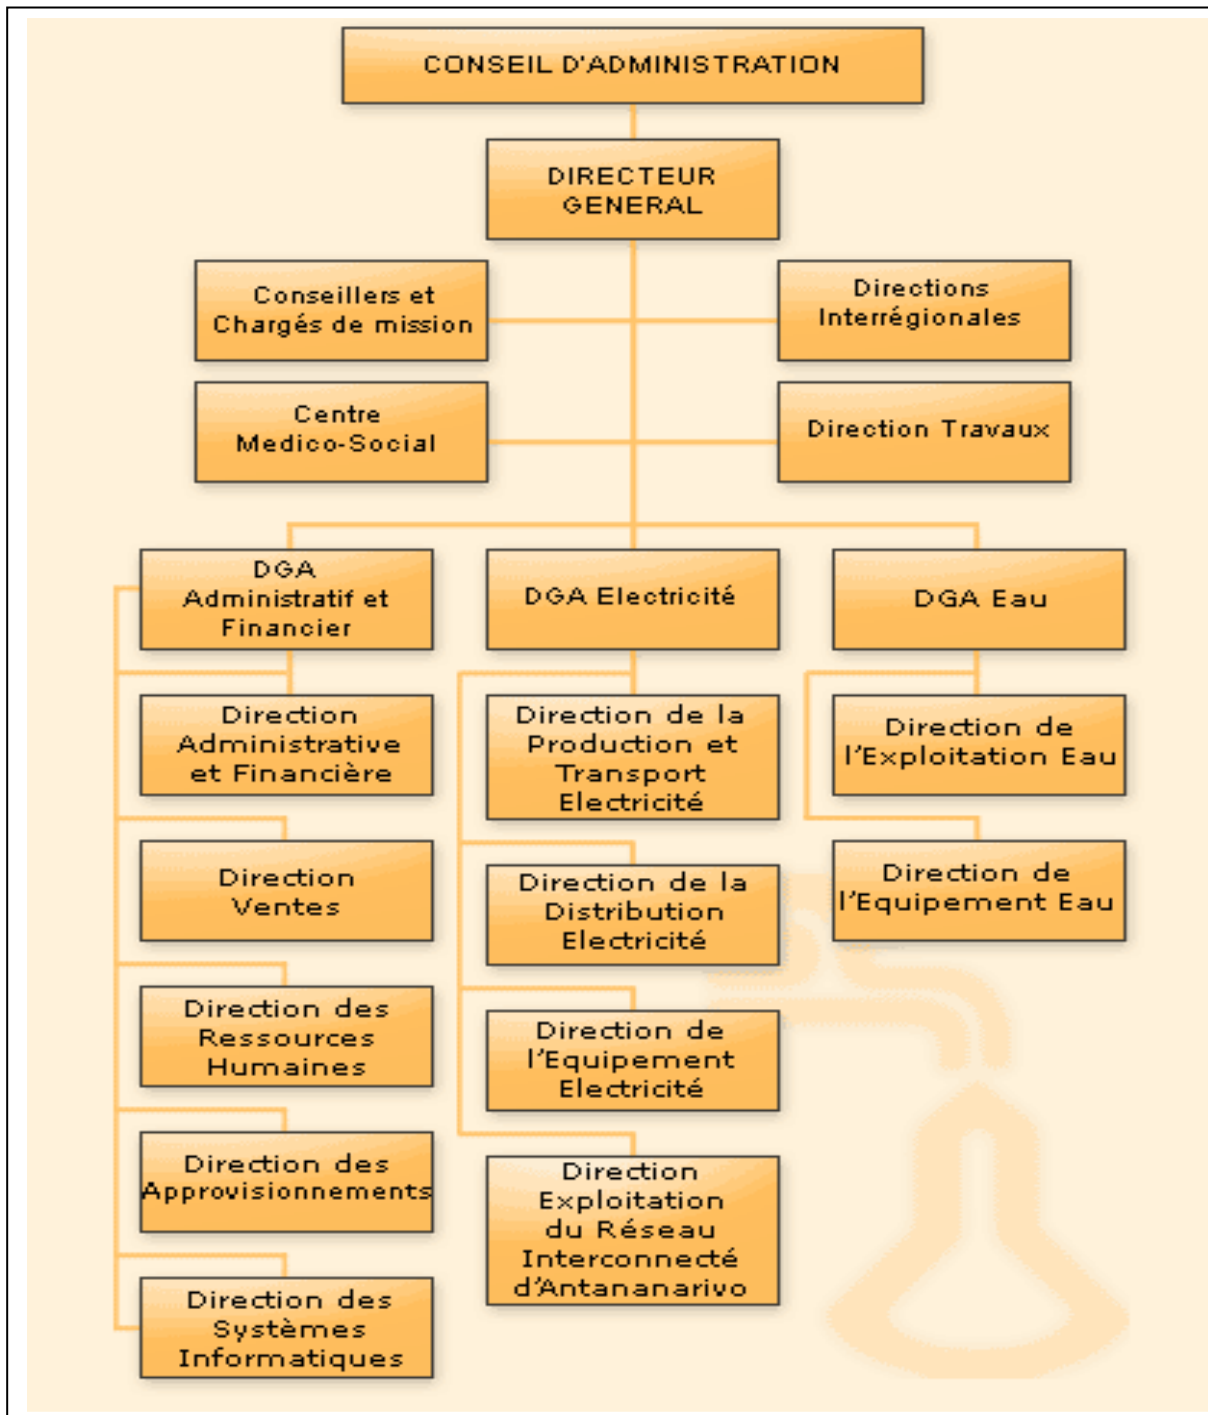 CONSEIL D'ADMINISTRATION
DIRECTEUR
GENERAL
Conseillers et
Chargés de mission
Directions
Interrégionales
Centre
Medico-Social
Direction Travaux
DGA
Administratif et
Financier
DGA Electricité
DGA Eau
Direction
Administrative
et Financière
Direction
Ventes
Direction des
Ressources
Humaines
Direction des
Approvisionnements
Direction des
Systèmes
Informatiques
Direction de la
Production et
Transport
Electricité
Direction de la
Distribution
Electricité
Direction de
l'Equipement
Electricité
Direction
Exploitation
du Réseau
Interconnecté
d'Antananarivo
Direction de
l'Exploitation Eau
Direction de
l'Equipement Eau